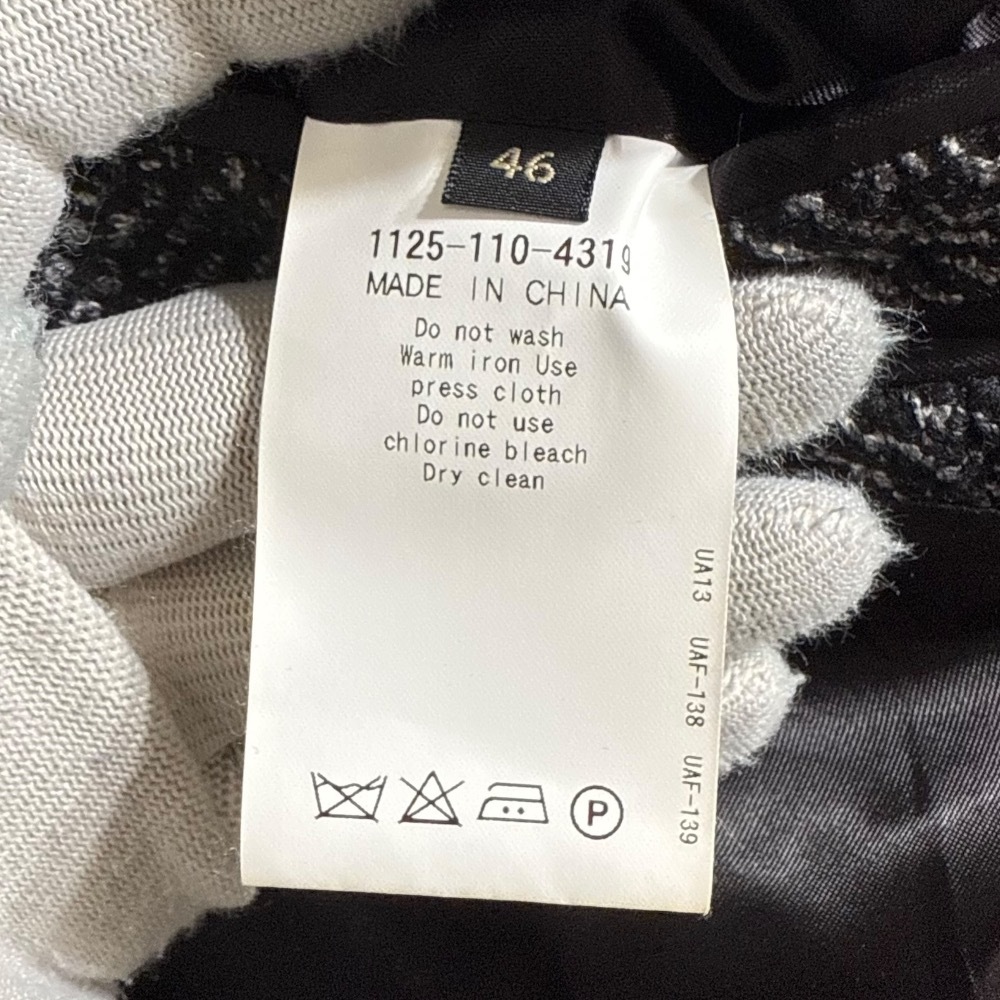 46
1125-110-4319
MADE IN CHINA
Do not wash
Warm iron Use
press cloth
Do not use
chlorine bleach
Dry clean
UA13 UAF-138 UAF-139
P